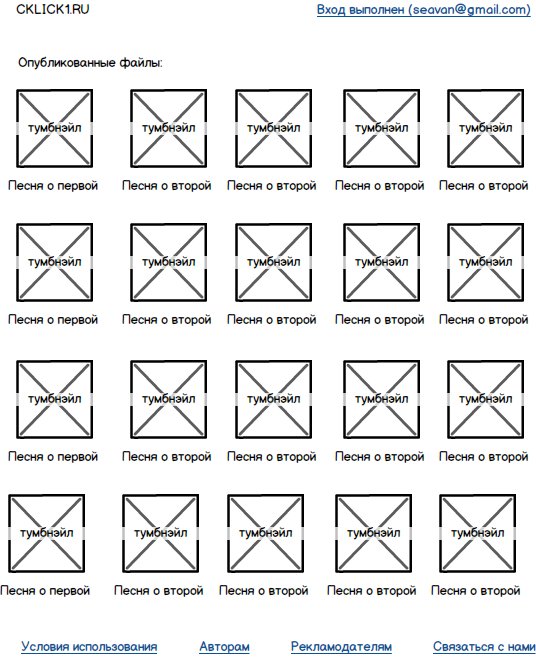 CKLICK1.RU Вход выполнен (seavan@gmail.com)
Опубликованные файлы:
тумбнэйл тумбнэйл тумбнэйл тумбнэйл тумбнэйл
Песня о первой Песня о второй Песня о второй Песня о второй Песня о второй
тумбнэйл тумбнэйл тумбнэйл тумбнэйл тумбнэйл
Песня о первой Песня о второй Песня о второй Песня о второй Песня о второй
тумбнэйл тумбнэйл тумбнэйл тумбнэйл тумбнэйл
Песня о первой Песня о второй Песня о второй Песня о второй Песня о второй
тумбнэйл тумбнэйл тумбнэйл тумбнэйл тумбнэйл
Песня о первой Песня о второй Песня о второй Песня о второй Песня о второй
Условия использования Авторам Рекламодателям Связаться с нами